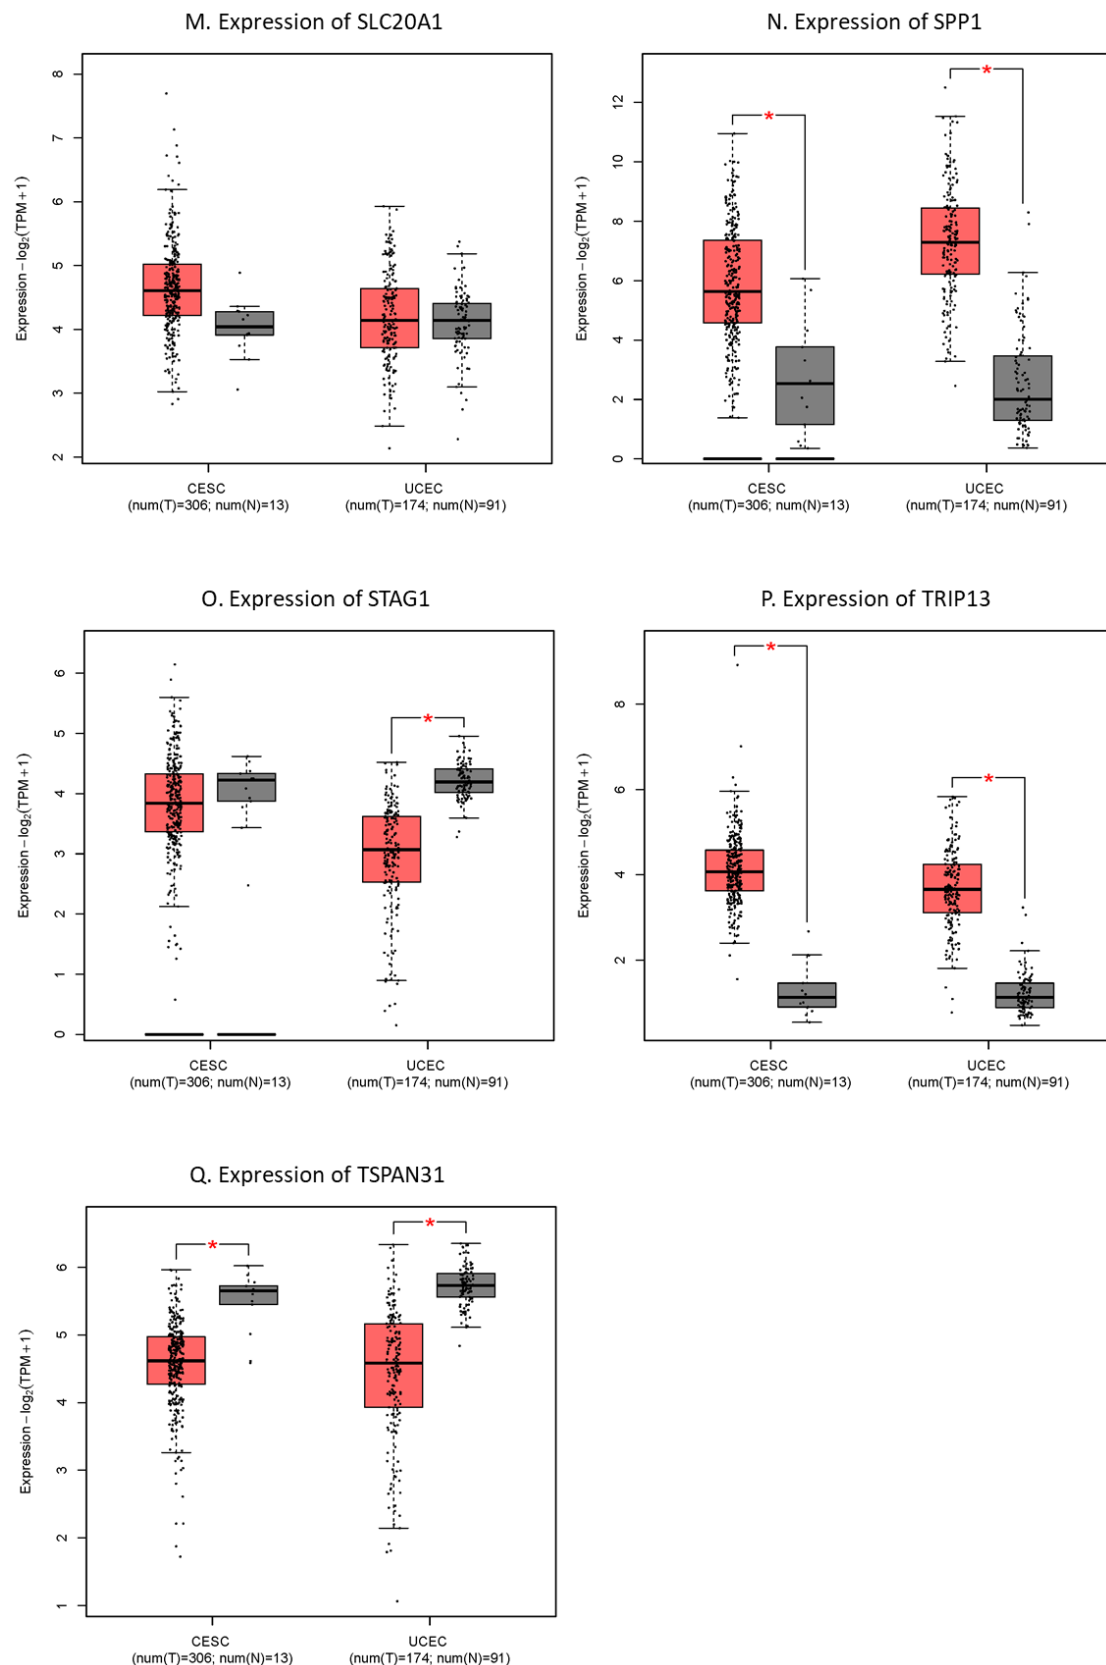 M. Expression of SLC20A1
N. Expression of SPP1
Expression – log₂(TPM + 1)
8
7
6
5
4
3
2
CESC
(num(T)=306; num(N)=13)
UCEC
(num(T)=174; num(N)=91)
Expression – log₂(TPM + 1)
12
10
8
6
4
2
0
*
*
CESC
(num(T)=306; num(N)=13)
UCEC
(num(T)=174; num(N)=91)
O. Expression of STAG1
P. Expression of TRIP13
Expression – log₂(TPM + 1)
6
5
4
3
2
1
0
*
CESC
(num(T)=306; num(N)=13)
UCEC
(num(T)=174; num(N)=91)
Expression – log₂(TPM + 1)
8
6
4
2
*
*
CESC
(num(T)=306; num(N)=13)
UCEC
(num(T)=174; num(N)=91)
Q. Expression of TSPAN31
Expression – log₂(TPM + 1)
6
5
4
3
2
1
*
*
CESC
(num(T)=306; num(N)=13)
UCEC
(num(T)=174; num(N)=91)